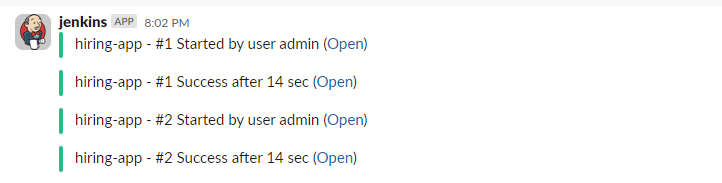 jenkins APP 8:02 PM
hiring-app - #1 Started by user admin (Open)
hiring-app - #1 Success after 14 sec (Open)
hiring-app - #2 Started by user admin (Open)
hiring-app - #2 Success after 14 sec (Open)